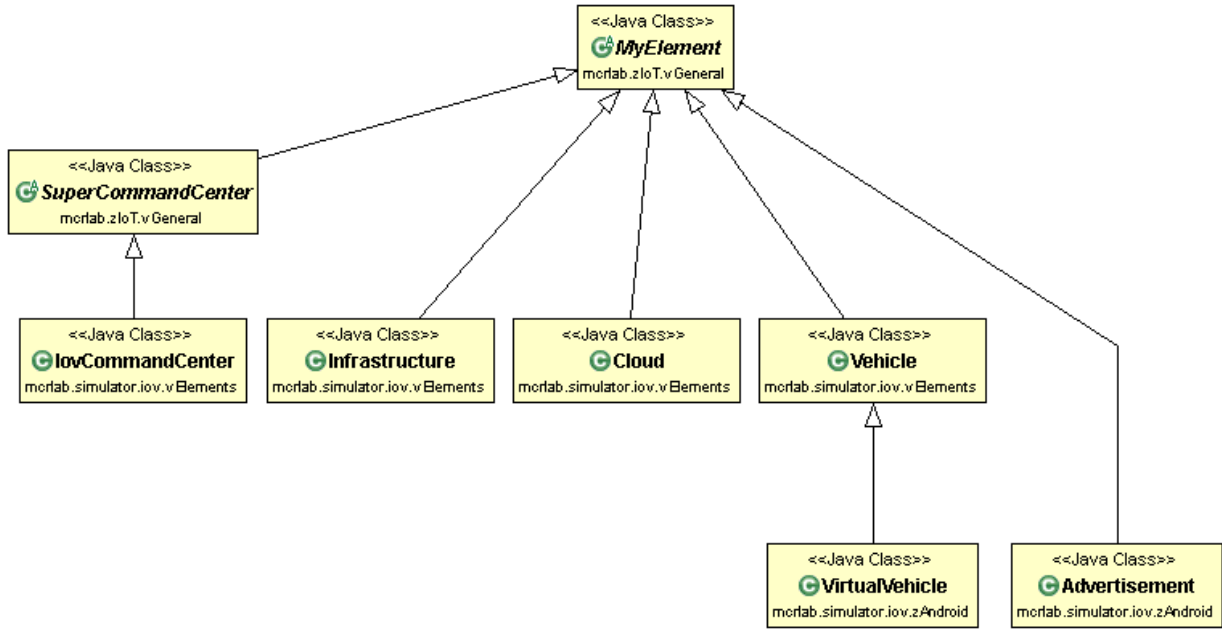 <<Java Class>>
MyElement
mcrlab.zIoT.vGeneral
<<Java Class>>
SuperCommandCenter
mcrlab.zIoT.vGeneral
<<Java Class>>
IovCommandCenter
mcrlab.simulator.iov.vElements
<<Java Class>>
Infrastructure
mcrlab.simulator.iov.vElements
<<Java Class>>
Cloud
mcrlab.simulator.iov.vElements
<<Java Class>>
Vehicle
mcrlab.simulator.iov.vElements
<<Java Class>>
VirtualVehicle
mcrlab.simulator.iov.zAndroid
<<Java Class>>
Advertisement
mcrlab.simulator.iov.zAndroid